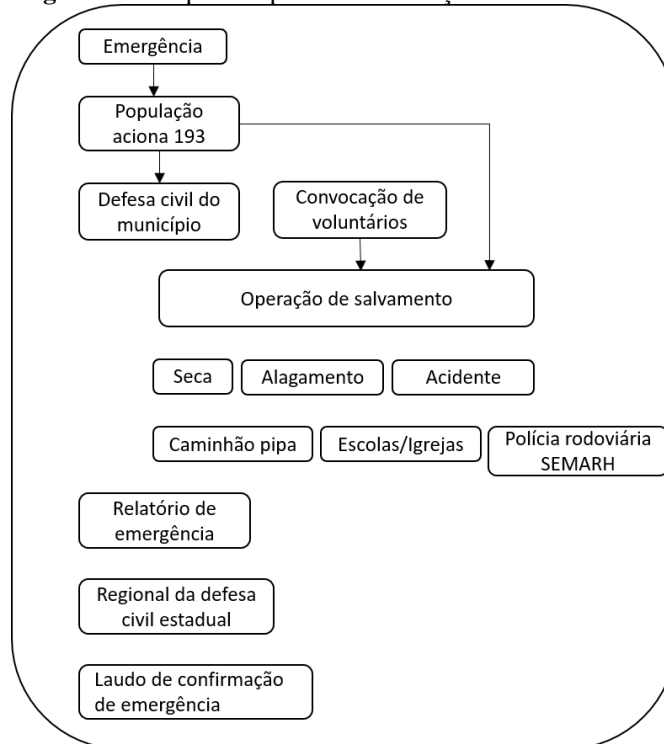 Emergência
População
aciona 193
Defesa civil do
município
Convocação de
voluntários
Operação de salvamento
Seca
Alagamento
Acidente
Caminhão pipa
Escolas/Igrejas
Polícia rodoviária
SEMARH
Relatório de
emergência
Regional da defesa
civil estadual
Laudo de confirmação
de emergência